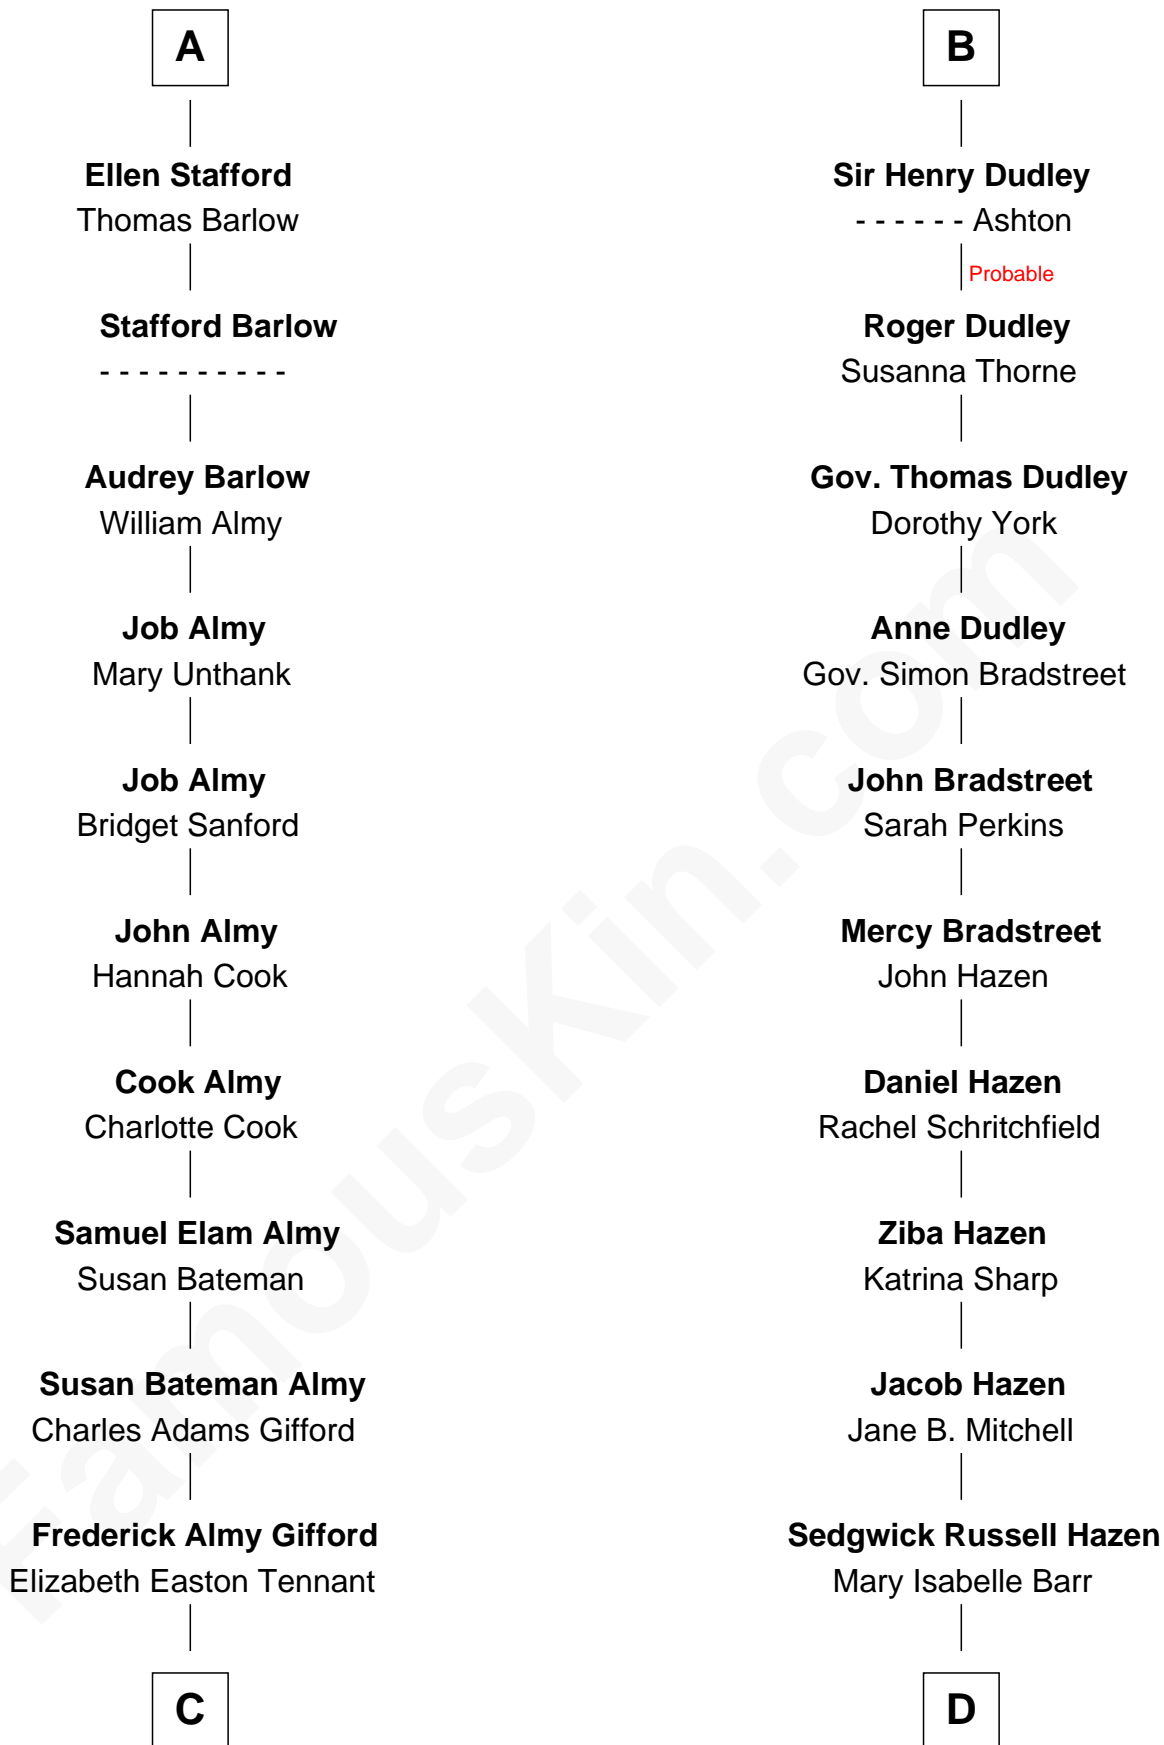 A
Ellen Stafford
Thomas Barlow
Stafford Barlow
- - - - - - - - - -
Audrey Barlow
William Almy
Job Almy
Mary Unthank
Job Almy
Bridget Sanford
John Almy
Hannah Cook
Cook Almy
Charlotte Cook
Samuel Elam Almy
Susan Bateman
Susan Bateman Almy
Charles Adams Gifford
Frederick Almy Gifford
Elizabeth Easton Tennant
C
B
Sir Henry Dudley
- - - - - - Ashton
Probable
Roger Dudley
Susanna Thorne
Gov. Thomas Dudley
Dorothy York
Anne Dudley
Gov. Simon Bradstreet
John Bradstreet
Sarah Perkins
Mercy Bradstreet
John Hazen
Daniel Hazen
Rachel Schritchfield
Ziba Hazen
Katrina Sharp
Jacob Hazen
Jane B. Mitchell
Sedgwick Russell Hazen
Mary Isabelle Barr
D
FamousKin.com